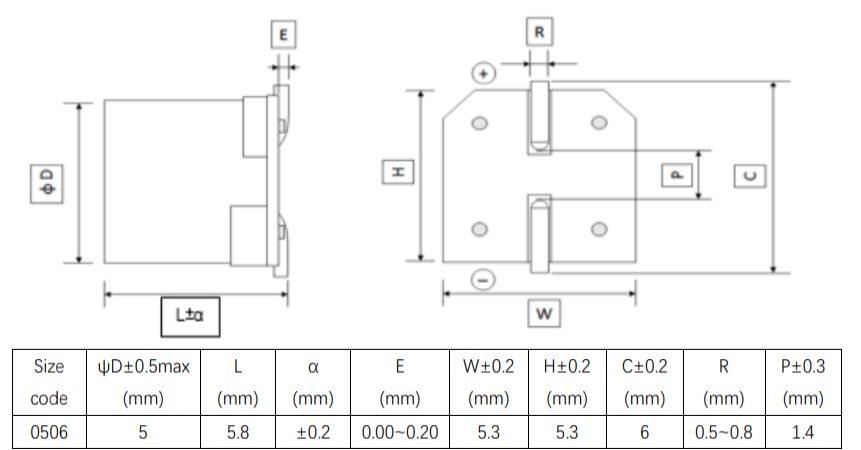 E
R
+
ϕD
H
P
C
−
L±α
W
Size code | ψD±0.5max (mm) | L (mm) | α (mm) | E (mm) | W±0.2 (mm) | H±0.2 (mm) | C±0.2 (mm) | R (mm) | P±0.3 (mm)
0506 | 5 | 5.8 | ±0.2 | 0.00~0.20 | 5.3 | 5.3 | 6 | 0.5~0.8 | 1.4